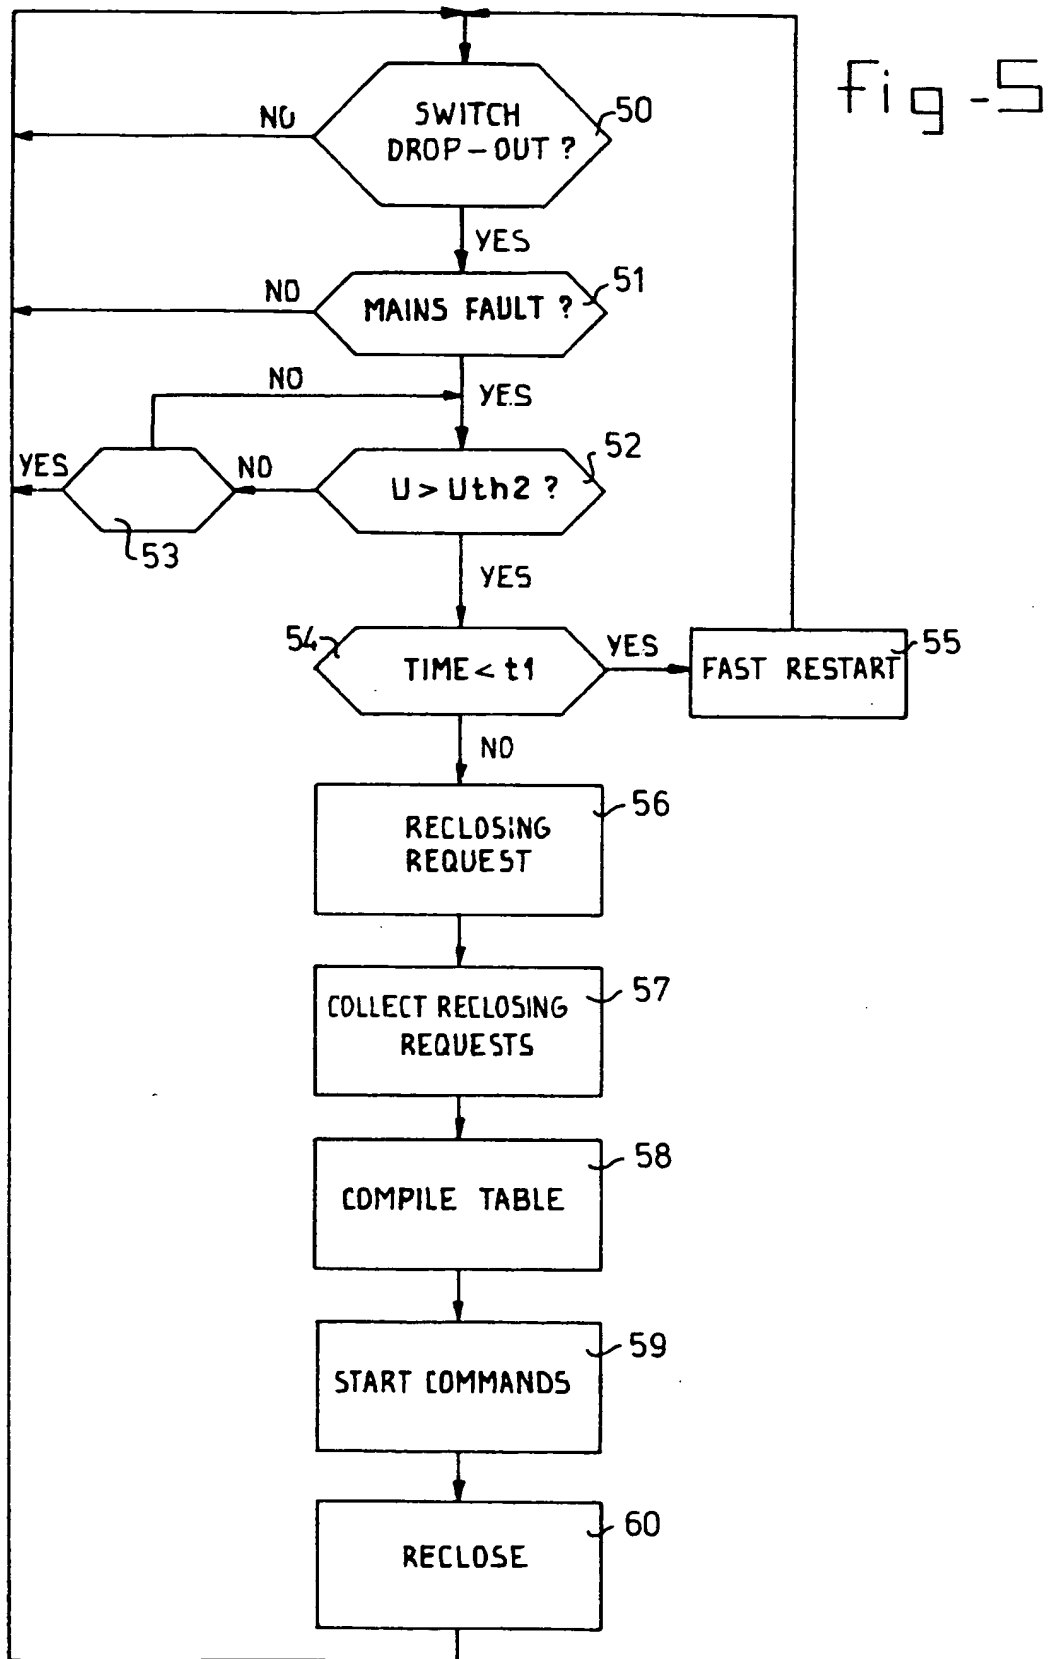 fig-5
SWITCH
DROP-OUT ?
50
NO
YES
MAINS FAULT ?
51
NO
NO
YES
U > Uth2 ?
52
NO
YES
53
YES
54
TIME < t1
YES
FAST RESTART
55
NO
RECLOSING
REQUEST
56
COLLECT RECLOSING
REQUESTS
57
COMPILE TABLE
58
START COMMANDS
59
RECLOSE
60